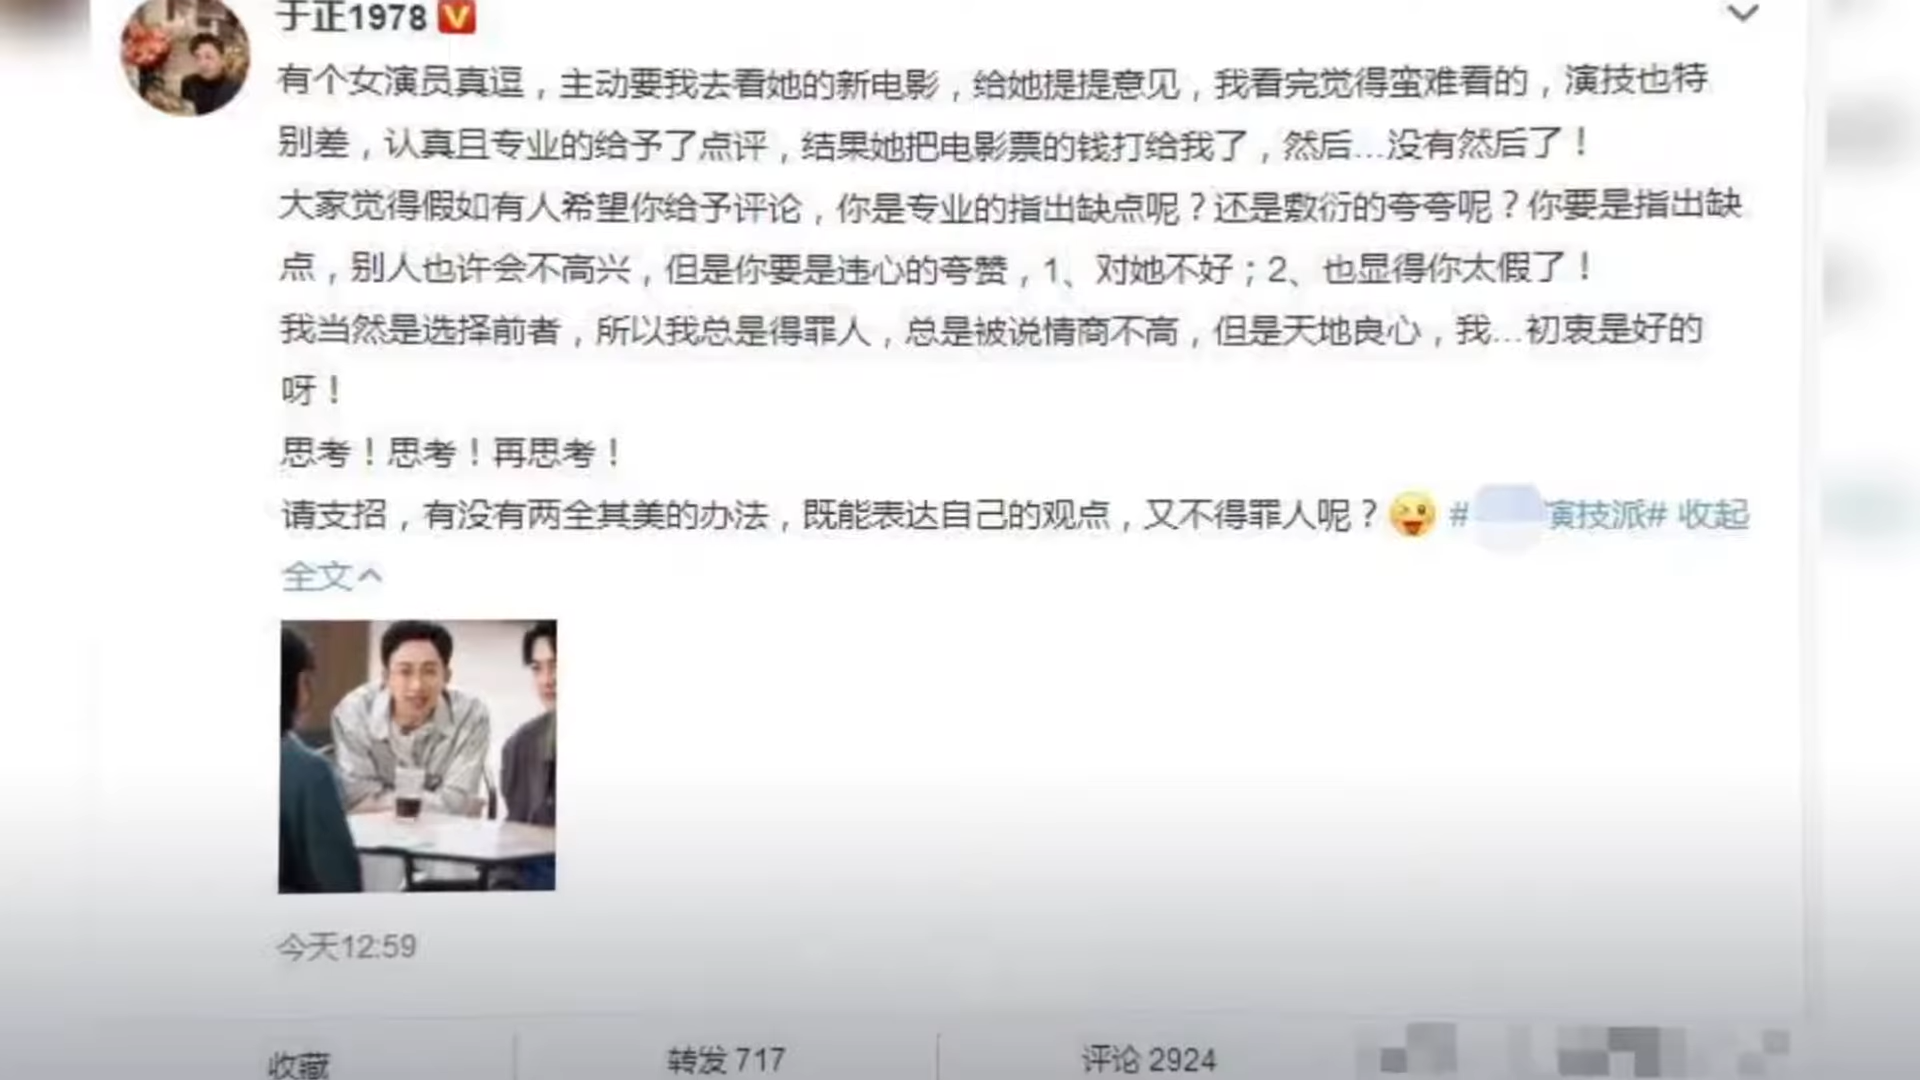 于正1978
有个女演员真逗，主动要我去看她的新电影，给她提提意见，我看完觉得蛮难看的，演技也特
别差，认真且专业的给予了点评，结果她把电影票的钱打给我了，然后...没有然后了！
大家觉得假如有人希望你给予评论，你是专业的指出缺点呢？还是敷衍的夸夸呢？你要是指出缺
点，别人也许会不高兴，但是你要是违心的夸赞，1、对她不好；2、也显得你太假了！
我当然是选择前者，所以我总是得罪人，总是被说情商不高，但是天地良心，我...初衷是好的
呀！
思考！思考！再思考！
请支招，有没有两全其美的办法，既能表达自己的观点，又不得罪人呢？ # 演技派# 收起
全文
今天12:59
收藏 转发 717 评论 2924